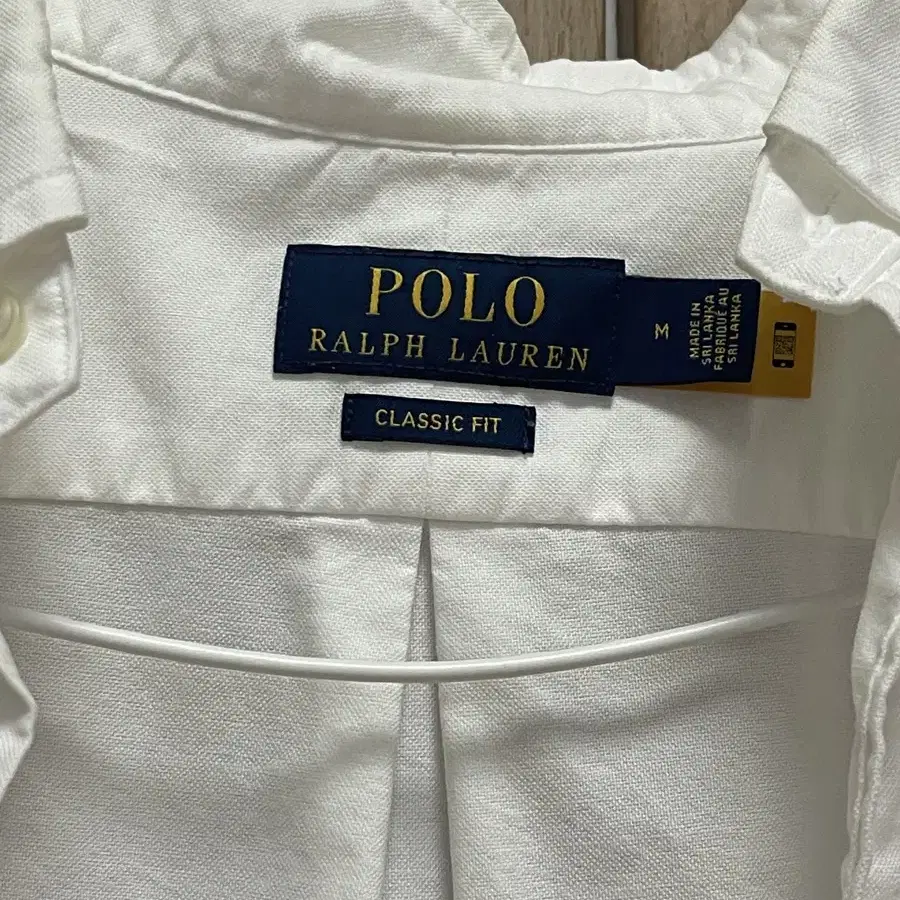 POLO
RALPH LAUREN
M
MADE IN
SRI LANKA
FABRIQUÉ AU
SRI LANKA
CLASSIC FIT